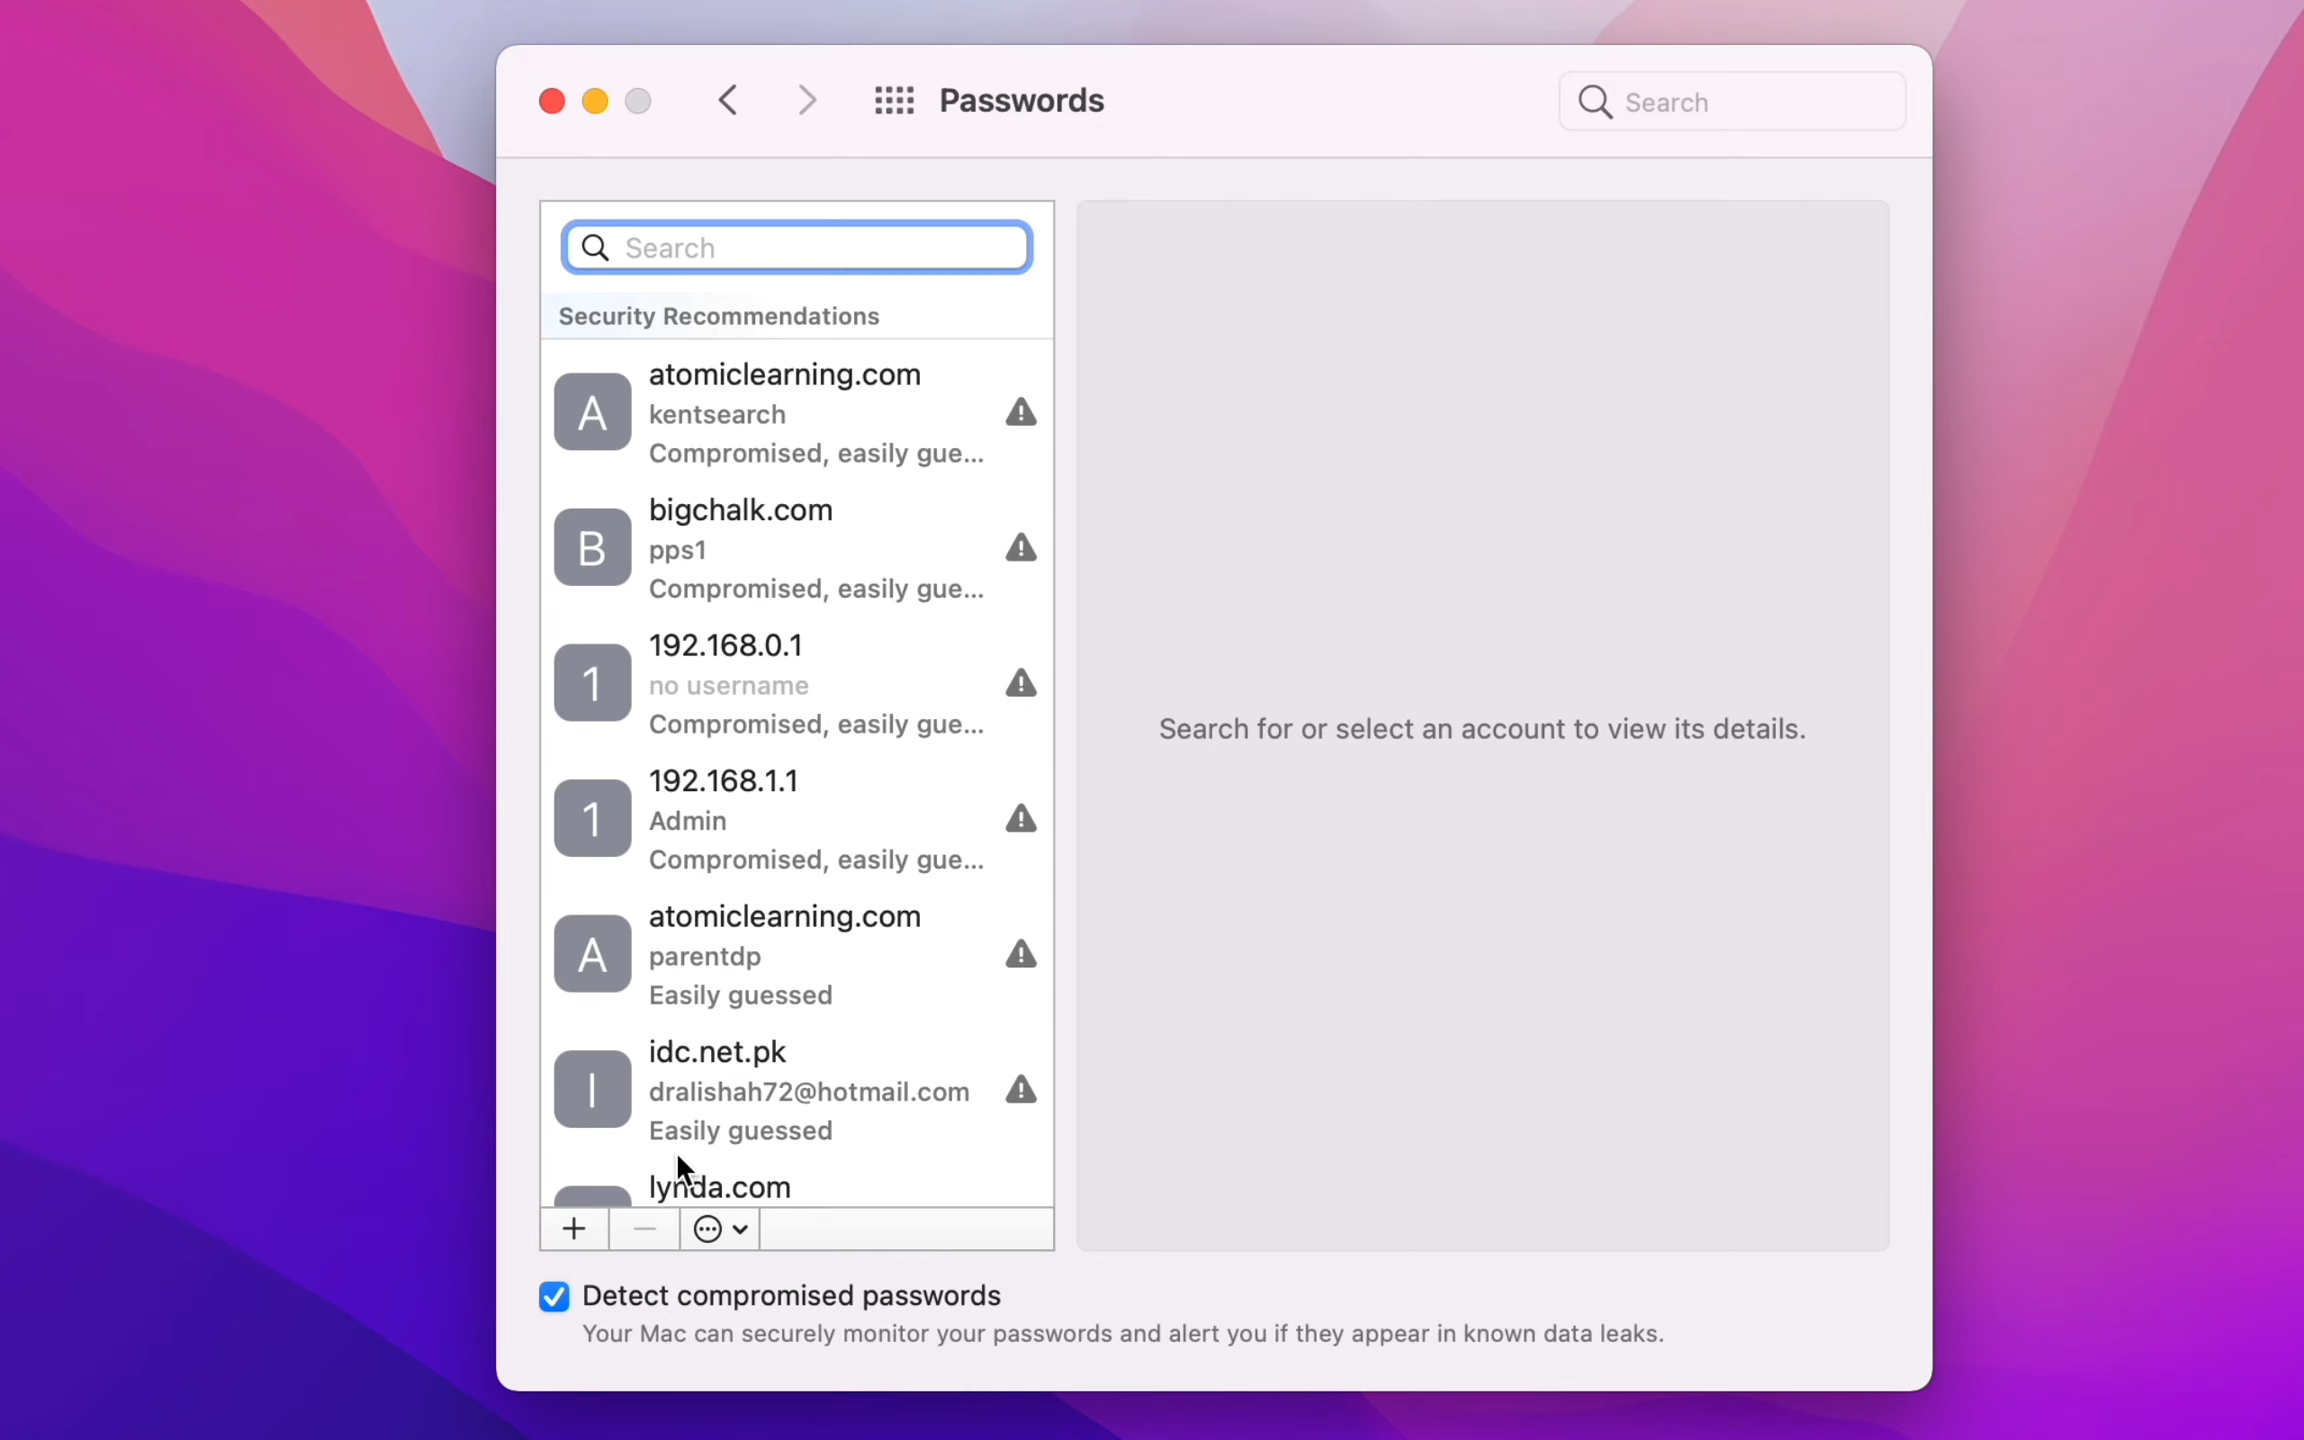 Passwords
Search
Search
Security Recommendations
A
atomiclearning.com
kentsearch
Compromised, easily gue...
B
bigchalk.com
pps1
Compromised, easily gue...
1
192.168.0.1
no username
Compromised, easily gue...
1
192.168.1.1
Admin
Compromised, easily gue...
A
atomiclearning.com
parentdp
Easily guessed
I
idc.net.pk
dralishah72@hotmail.com
Easily guessed
lynda.com
Search for or select an account to view its details.
Detect compromised passwords
Your Mac can securely monitor your passwords and alert you if they appear in known data leaks.